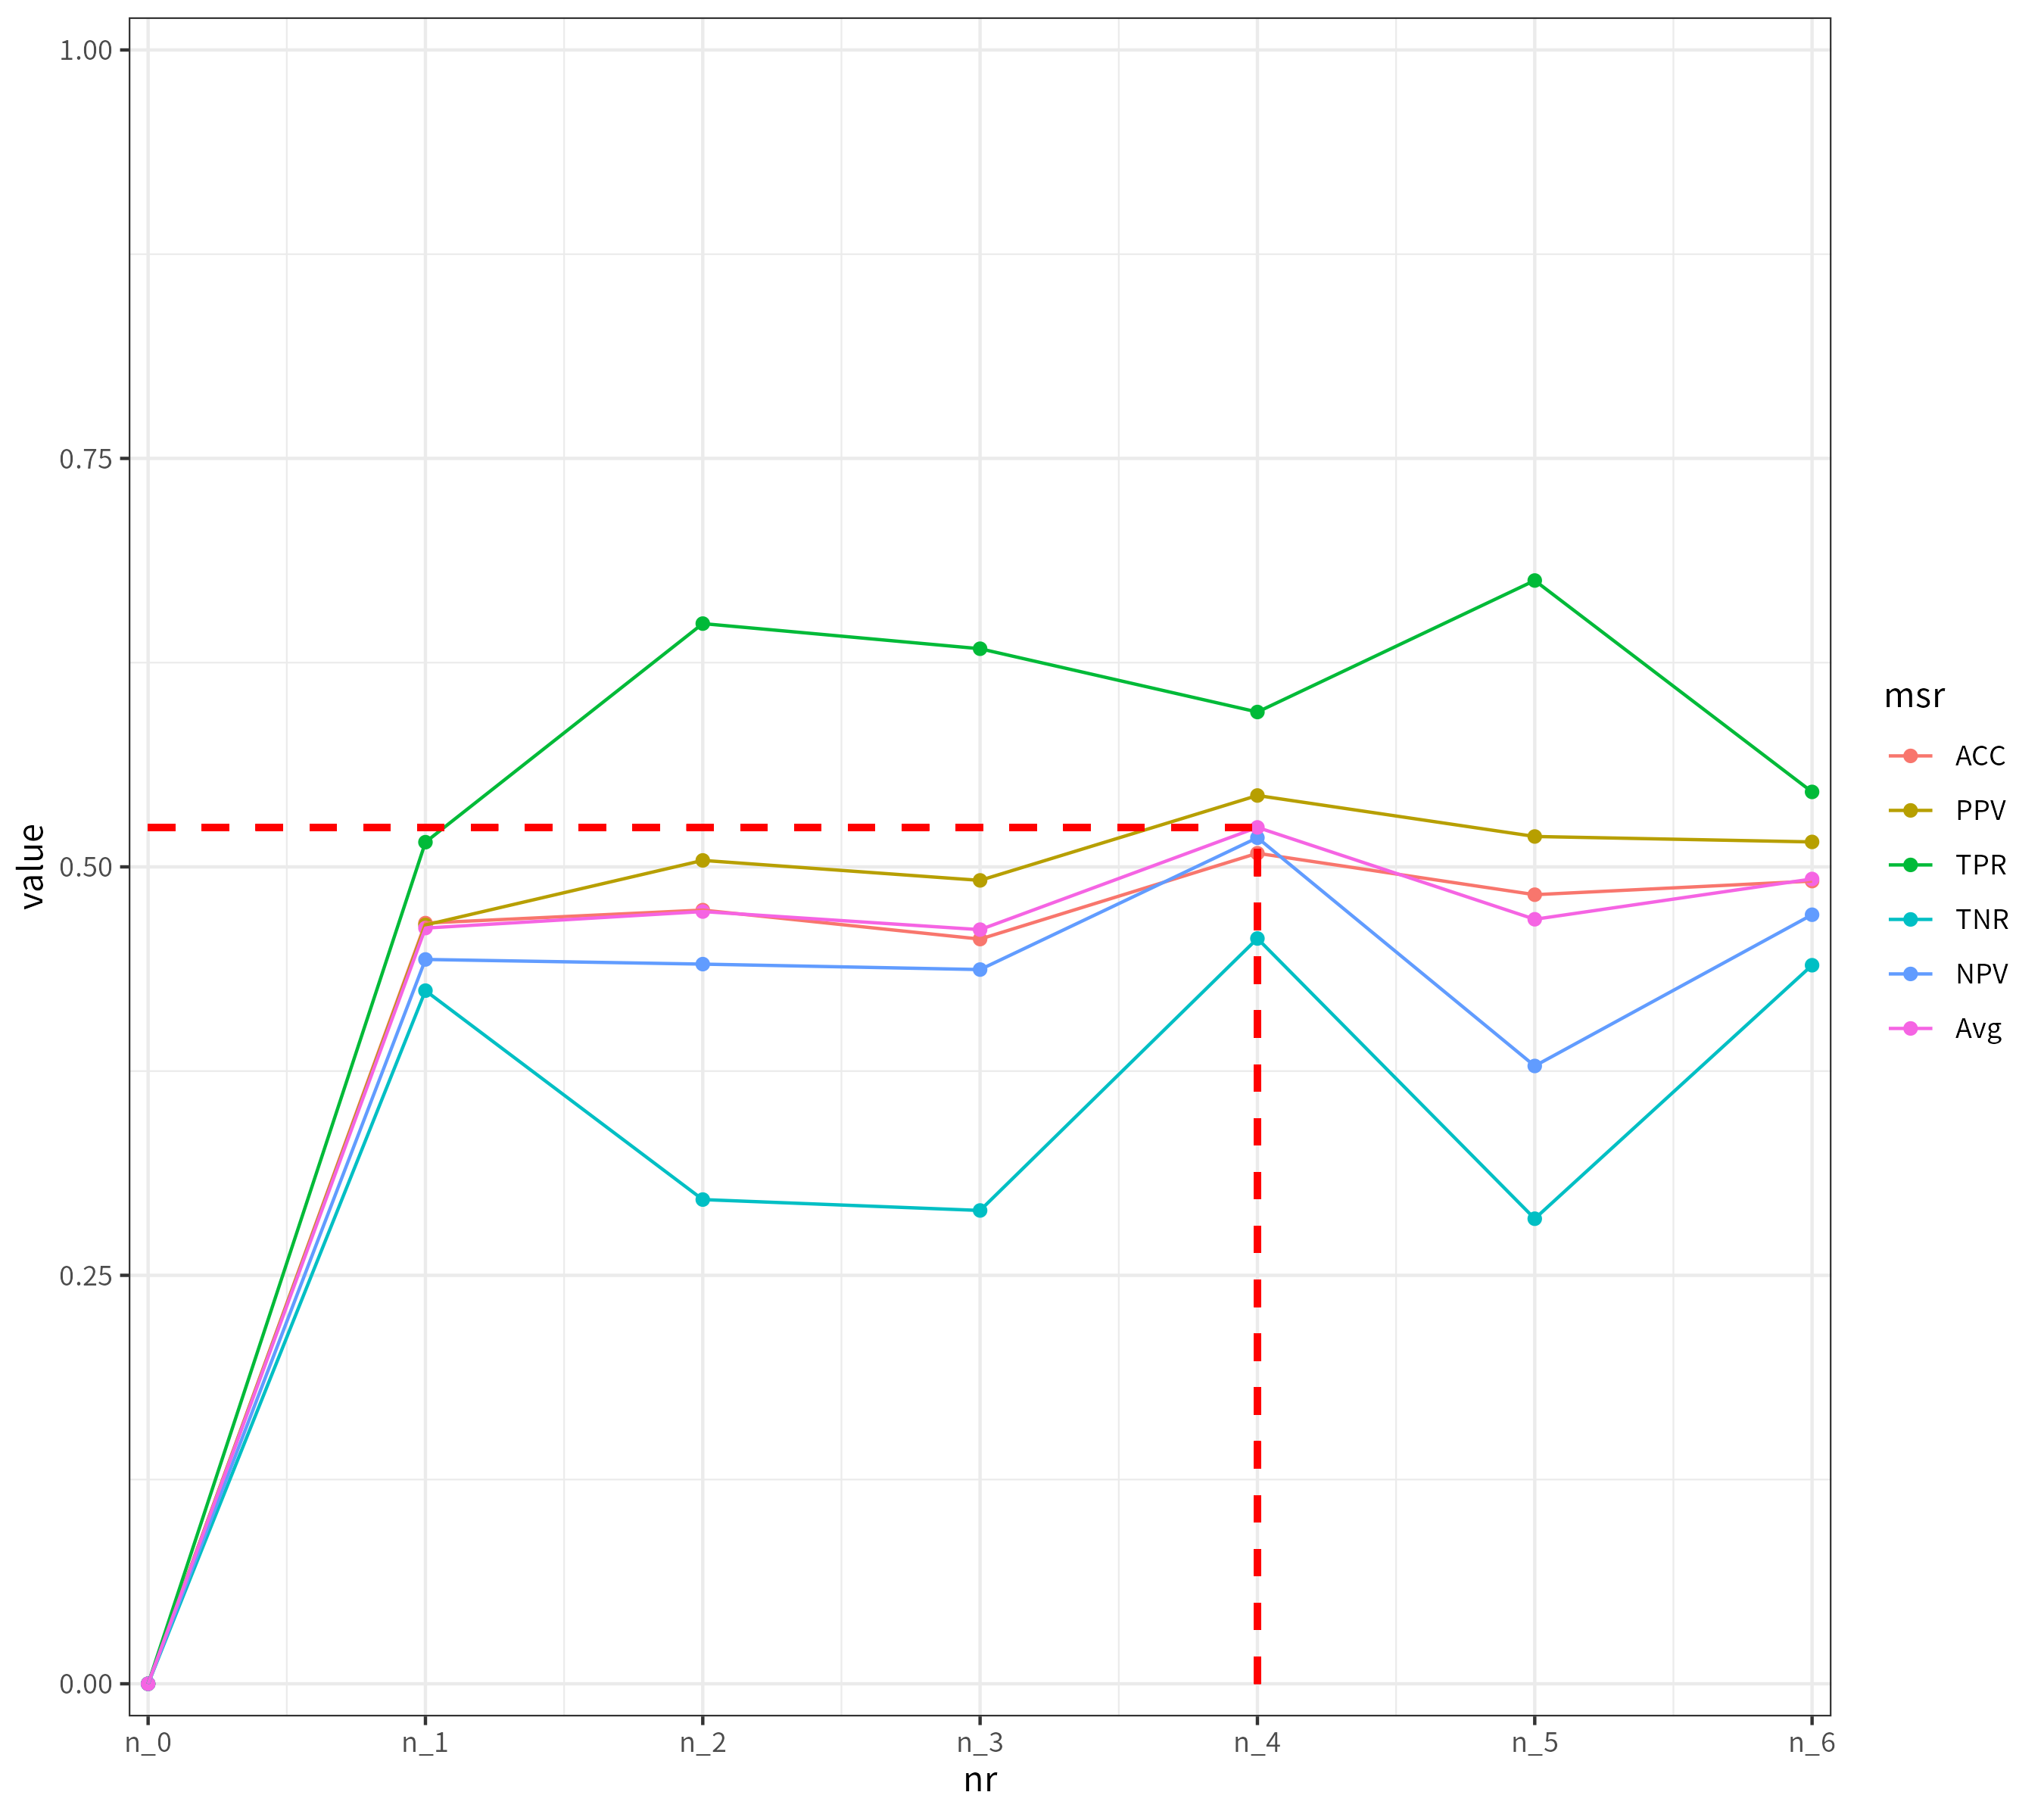 1.00
0.75
0.50
0.25
0.00
value
n_0 n_1 n_2 n_3 n_4 n_5 n_6
nr
msr
ACC
PPV
TPR
TNR
NPV
Avg